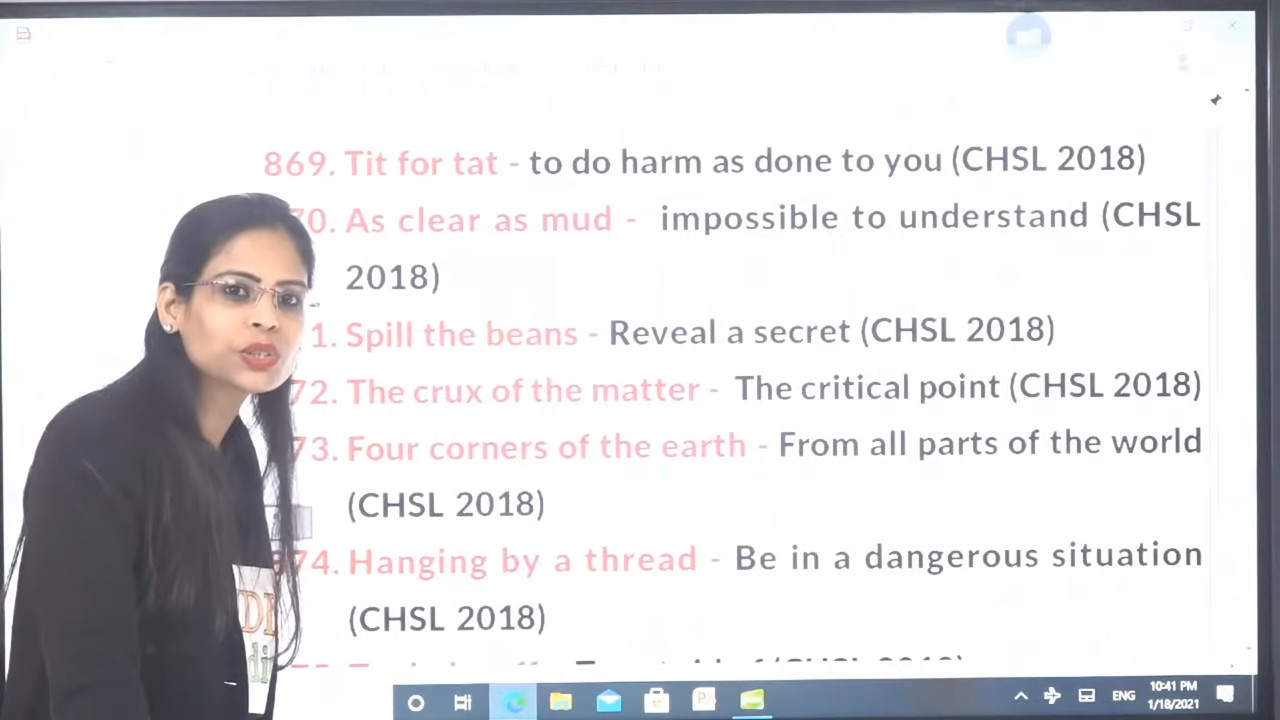 869. Tit for tat - to do harm as done to you (CHSL 2018)
70. As clear as mud - impossible to understand (CHSL
2018)
1. Spill the beans - Reveal a secret (CHSL 2018)
72. The crux of the matter - The critical point (CHSL 2018)
73. Four corners of the earth - From all parts of the world
(CHSL 2018)
874. Hanging by a thread - Be in a dangerous situation
(CHSL 2018)
ENG
10:41 PM
1/18/2021